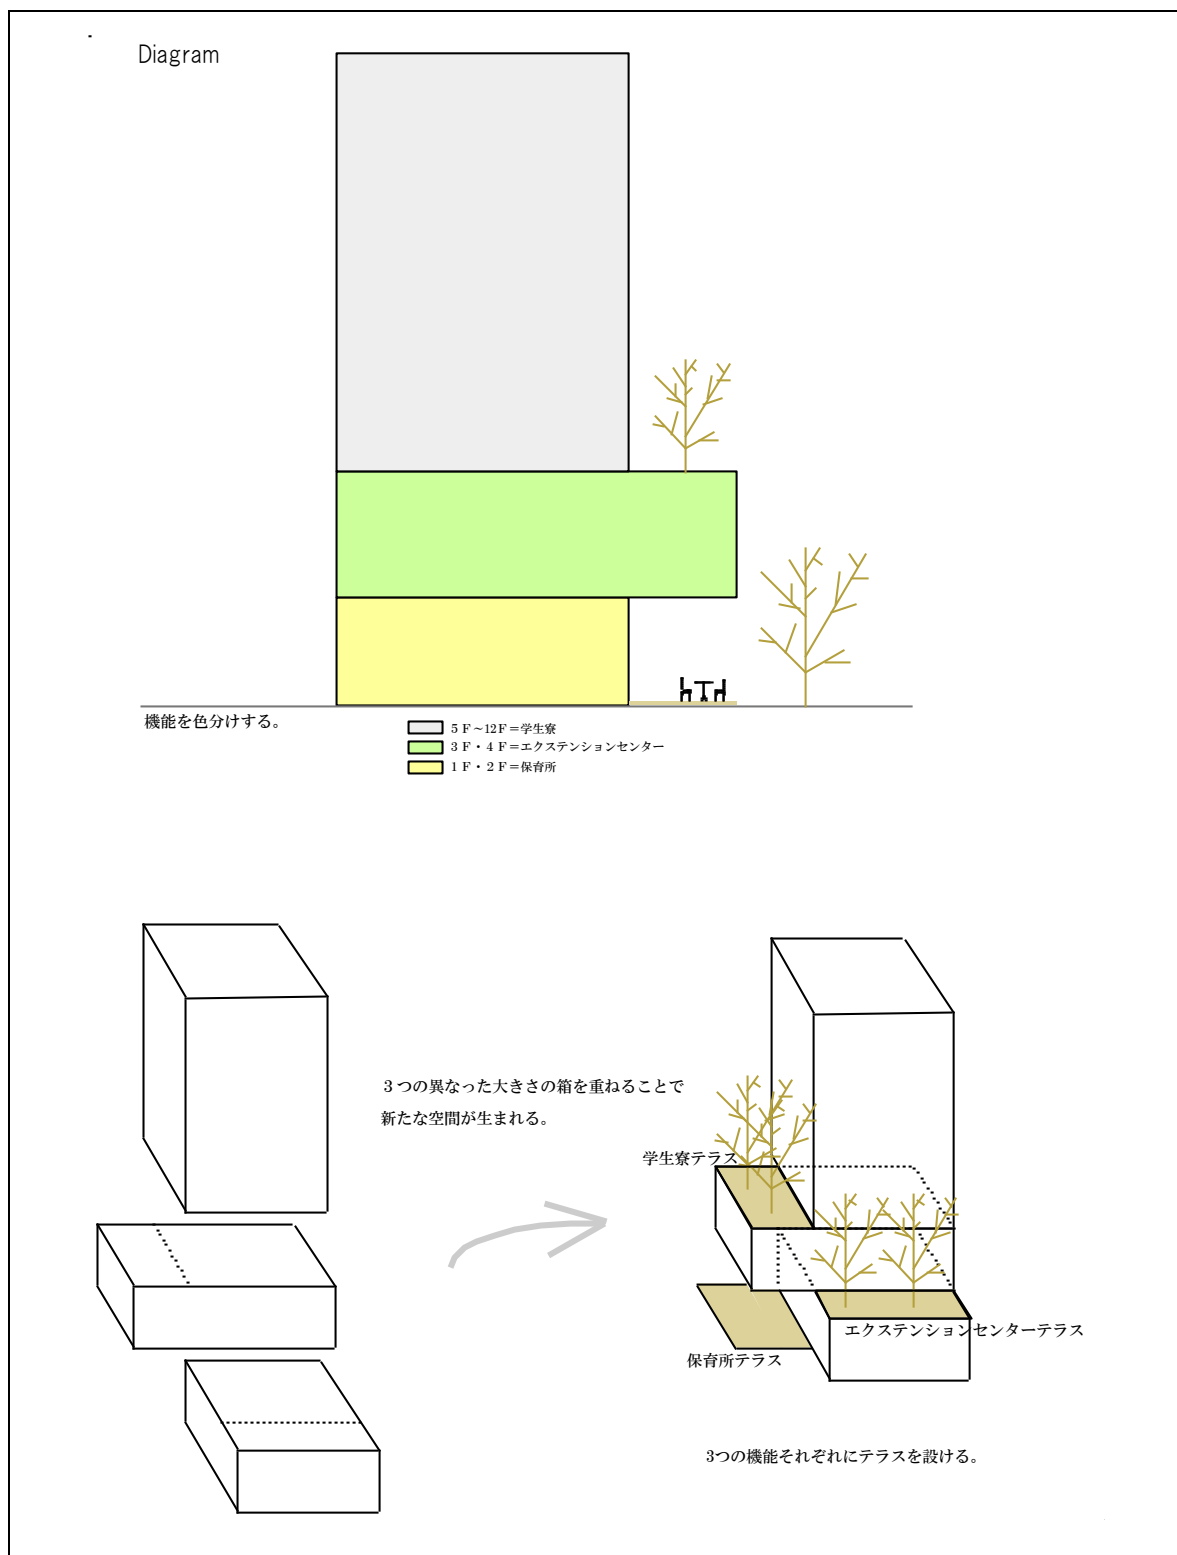 Diagram
機能を色分けする。
５Ｆ～12Ｆ＝学生寮
３Ｆ・４Ｆ＝エクステンションセンター
１Ｆ・２Ｆ＝保育所
３つの異なった大きさの箱を重ねることで
新たな空間が生まれる。
学生寮テラス
エクステンションセンターテラス
保育所テラス
3つの機能それぞれにテラスを設ける。